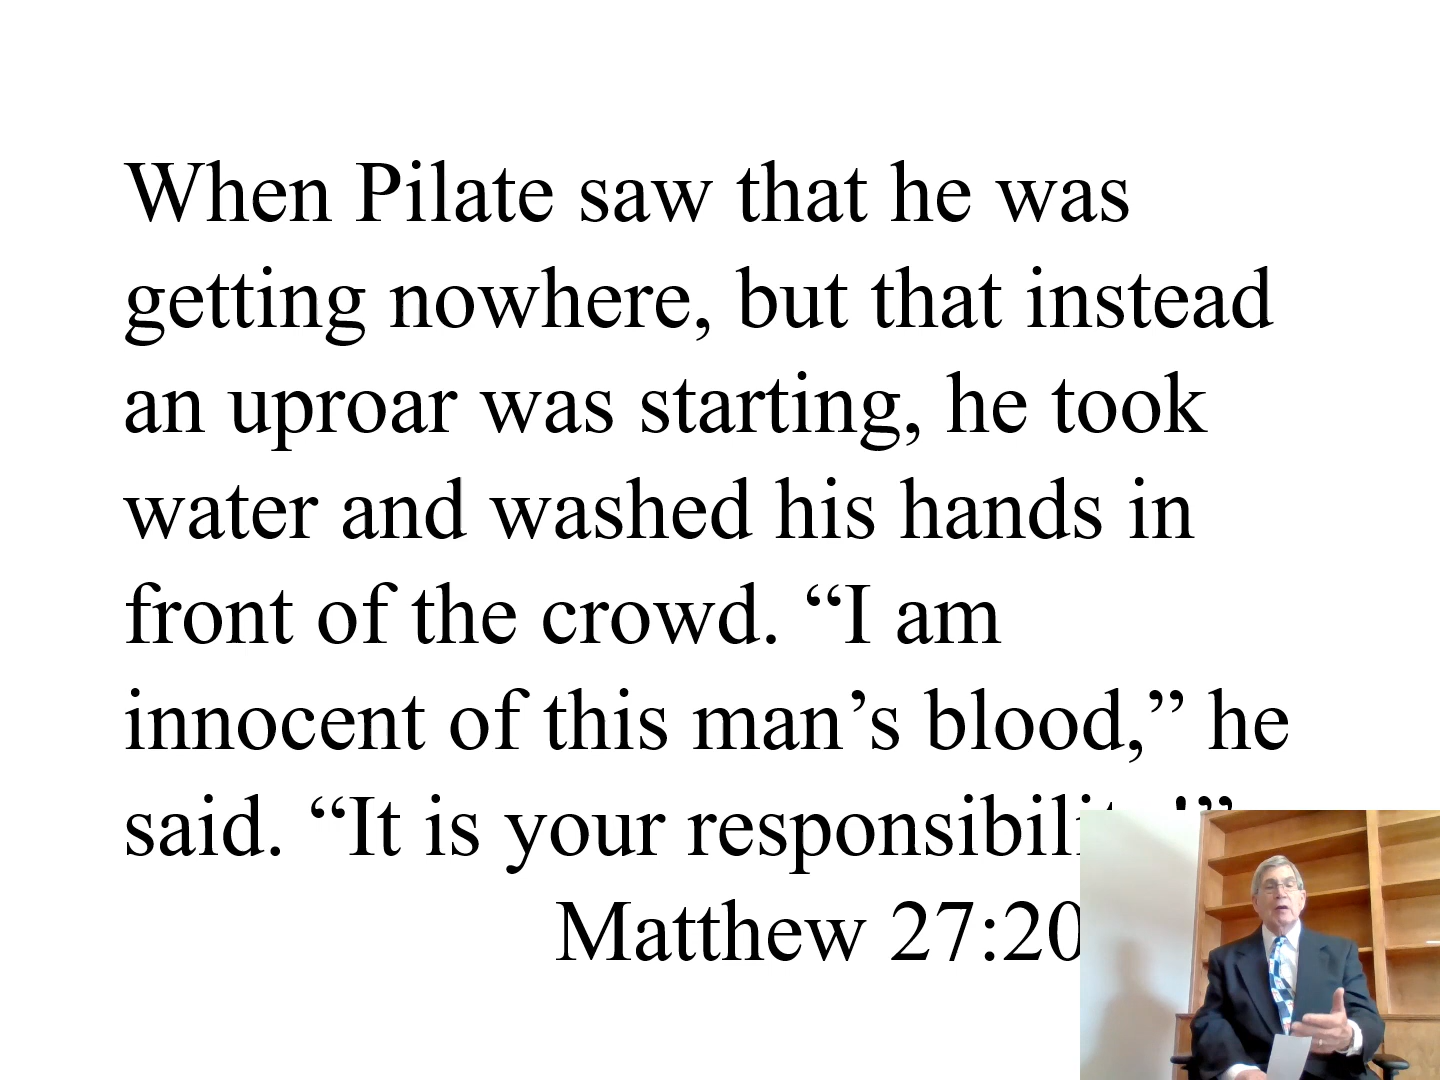 When Pilate saw that he was
getting nowhere, but that instead
an uproar was starting, he took
water and washed his hands in
front of the crowd. “I am
innocent of this man’s blood,” he
said. “It is your
Matthew 27:20